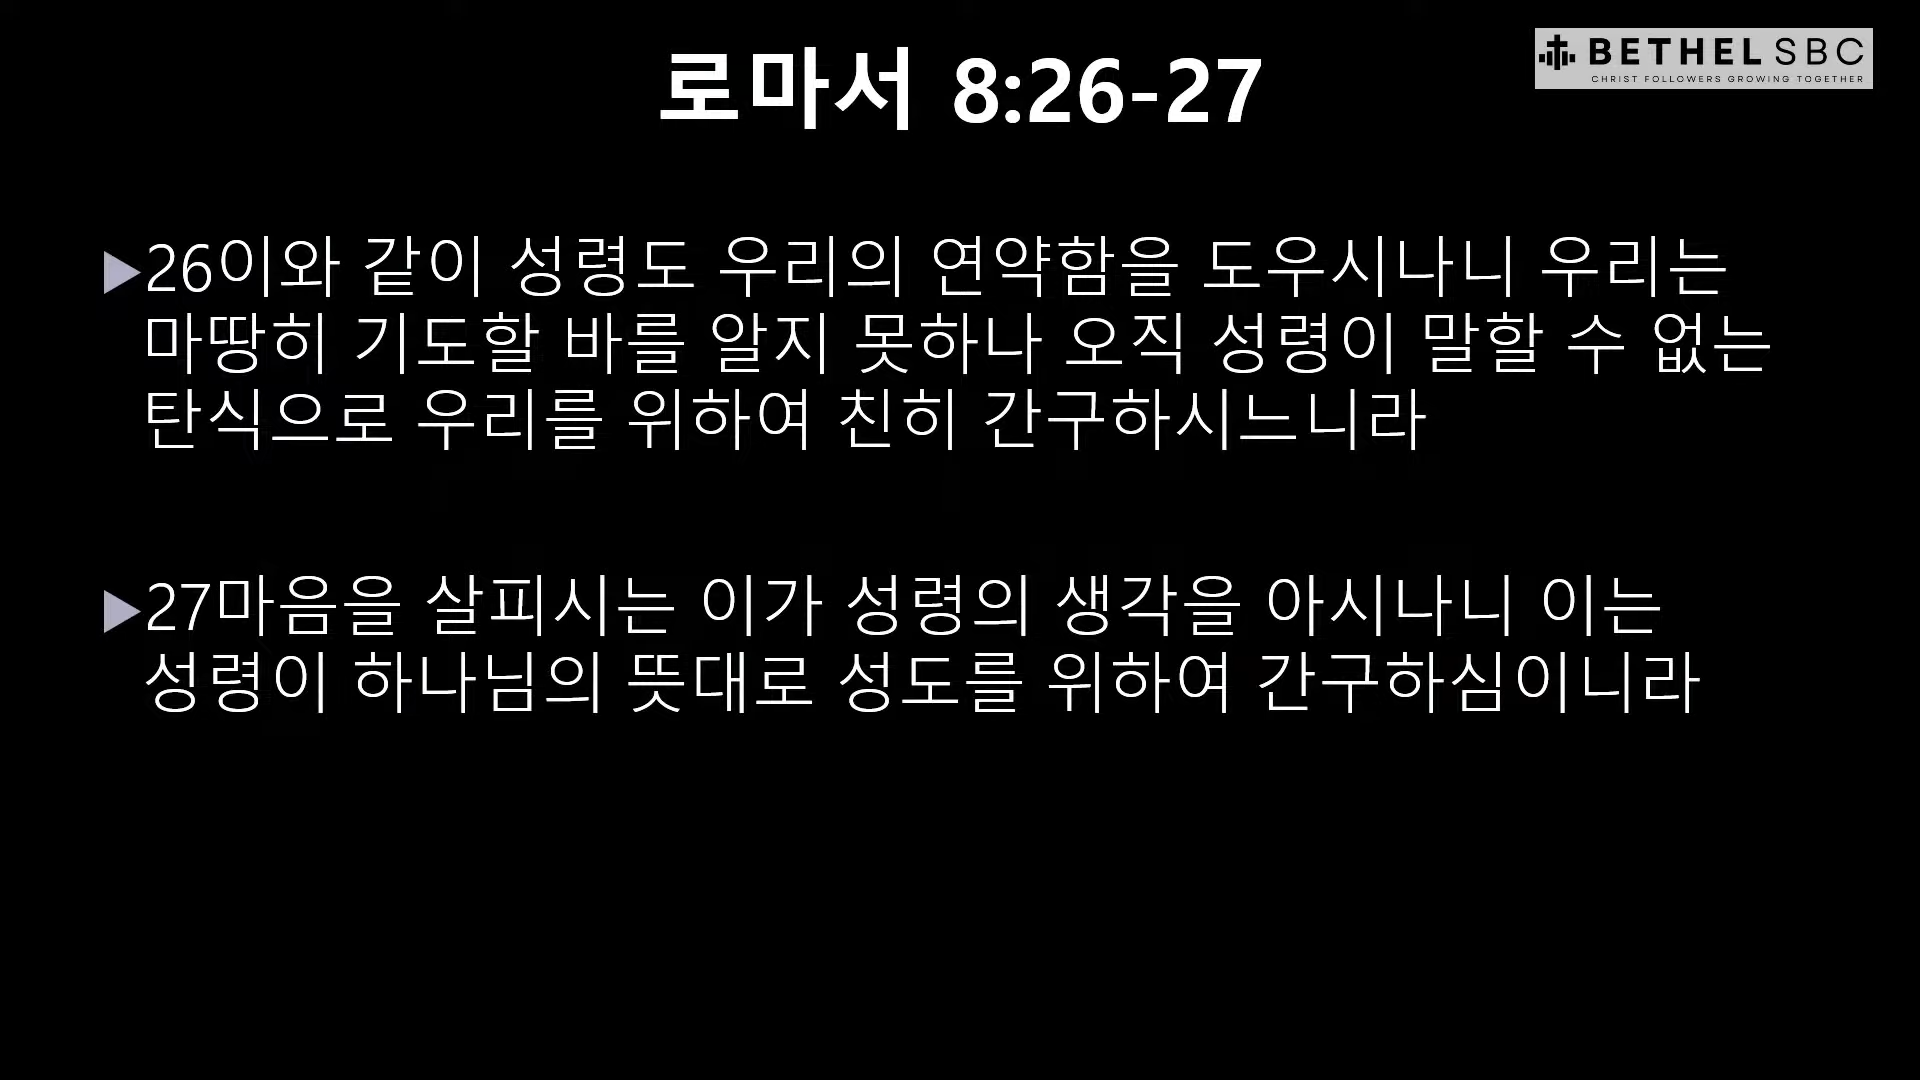 로마서 8:26-27
BETHEL SBC
CHRIST FOLLOWERS GROWING TOGETHER
26이와 같이 성령도 우리의 연약함을 도우시나니 우리는
마땅히 기도할 바를 알지 못하나 오직 성령이 말할 수 없는
탄식으로 우리를 위하여 친히 간구하시느니라
27마음을 살피시는 이가 성령의 생각을 아시나니 이는
성령이 하나님의 뜻대로 성도를 위하여 간구하심이니라